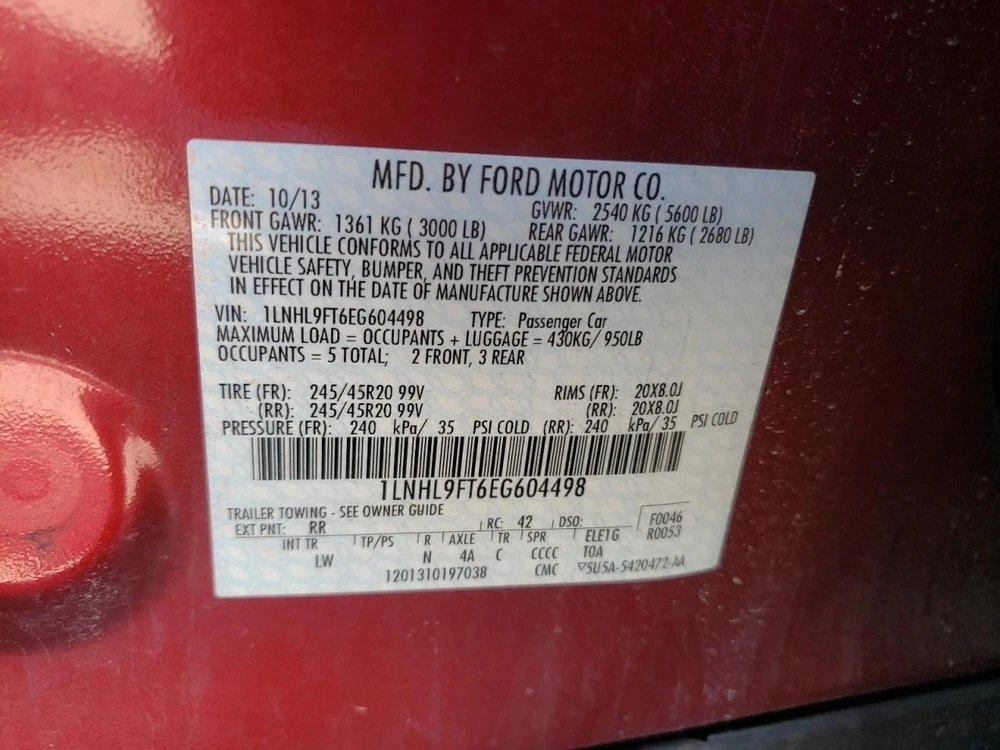 MFD. BY FORD MOTOR CO.
DATE: 10/13 GVWR: 2540 KG ( 5600 LB)
FRONT GAWR: 1361 KG ( 3000 LB) REAR GAWR: 1216 KG ( 2680 LB)
THIS VEHICLE CONFORMS TO ALL APPLICABLE FEDERAL MOTOR
VEHICLE SAFETY, BUMPER, AND THEFT PREVENTION STANDARDS
IN EFFECT ON THE DATE OF MANUFACTURE SHOWN ABOVE.
VIN: 1LNHL9FT6EG604498 TYPE: Passenger Car
MAXIMUM LOAD = OCCUPANTS + LUGGAGE = 430KG/ 950LB
OCCUPANTS = 5 TOTAL; 2 FRONT, 3 REAR
TIRE (FR): 245/45R20 99V RIMS (FR): 20X8.0J
(RR): 245/45R20 99V (RR): 20X8.0J
PRESSURE (FR): 240 kPa/ 35 PSI COLD (RR): 240 kPa/ 35 PSI COLD
1LNHL9FT6EG604498
TRAILER TOWING - SEE OWNER GUIDE
EXT PNT: RR RC: 42 DSO: F0046
R0053
INT TR TP/PS R AXLE TR SPR ELE1G
LW N 4A C CCCC TOA
1201310197038 CMC 5U5A-5420472-AA